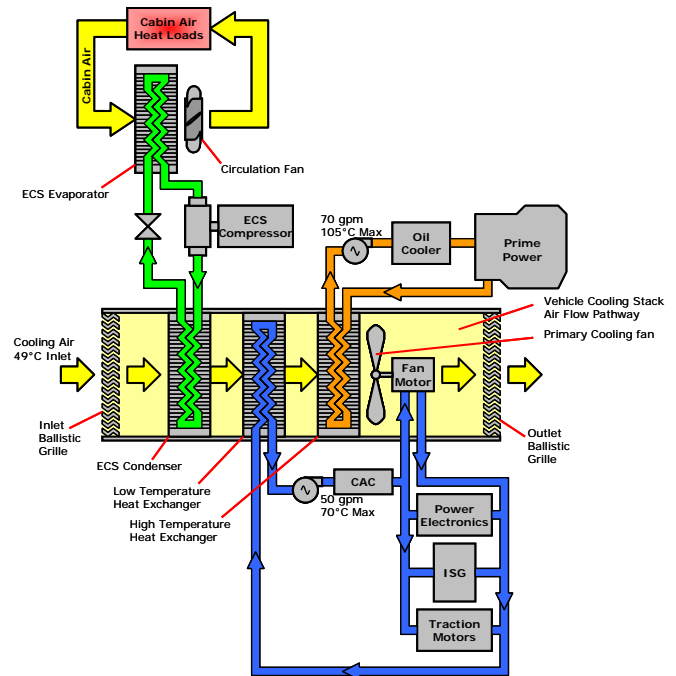 Cabin Air
Heat Loads
Cabin Air
Circulation Fan
ECS Evaporator
ECS
Compressor
70 gpm
105°C Max
Oil
Cooler
Prime
Power
Vehicle Cooling Stack
Air Flow Pathway
Primary Cooling fan
Cooling Air
49°C Inlet
Fan
Motor
Inlet
Ballistic
Grille
Outlet
Ballistic
Grille
ECS Condenser
Low Temperature
Heat Exchanger
High Temperature
Heat Exchanger
CAC
50 gpm
70°C Max
Power
Electronics
ISG
Traction
Motors